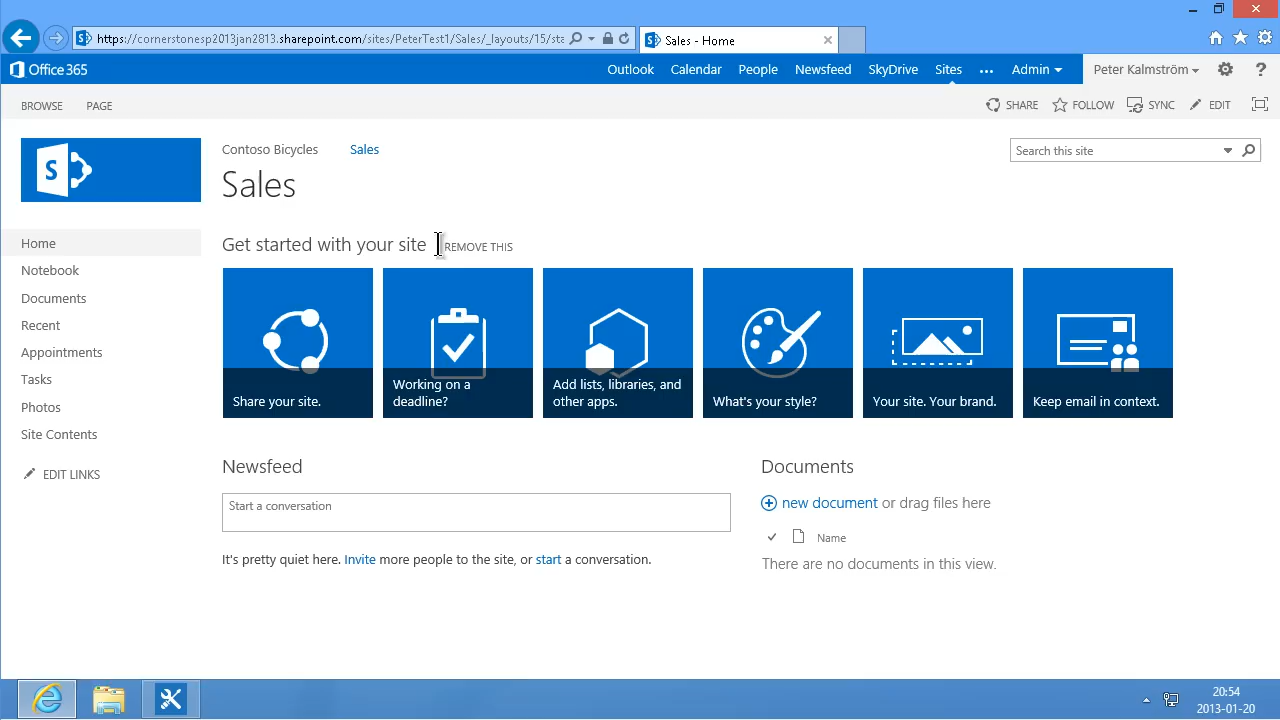 https://cornerstonesp2013jan2813.sharepoint.com/sites/PeterTest1/Sales/_layouts/15/sta
Sales - Home
Office 365
Outlook Calendar People Newsfeed SkyDrive Sites ... Admin Peter Kalmström ?
BROWSE PAGE
SHARE FOLLOW SYNC EDIT
S
Contoso Bicycles Sales
Search this site
Sales
Get started with your site REMOVE THIS
Home
Notebook
Documents
Recent
Appointments
Tasks
Photos
Site Contents
EDIT LINKS
Share your site.
Working on a
deadline?
Add lists, libraries, and
other apps.
What's your style?
Your site. Your brand.
Keep email in context.
Newsfeed
Start a conversation
It's pretty quiet here. Invite more people to the site, or start a conversation.
Documents
new document or drag files here
Name
There are no documents in this view.
20:54
2013-01-20